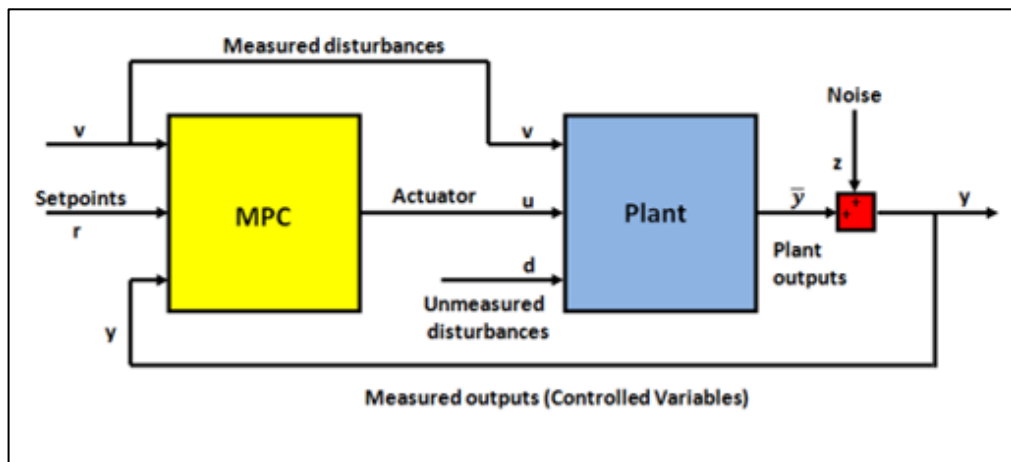 Measured disturbances
Noise
v
v
z
Setpoints
r
MPC
Actuator
u
Plant
ȳ
+
+
y
d
Plant
outputs
Unmeasured
disturbances
y
Measured outputs (Controlled Variables)